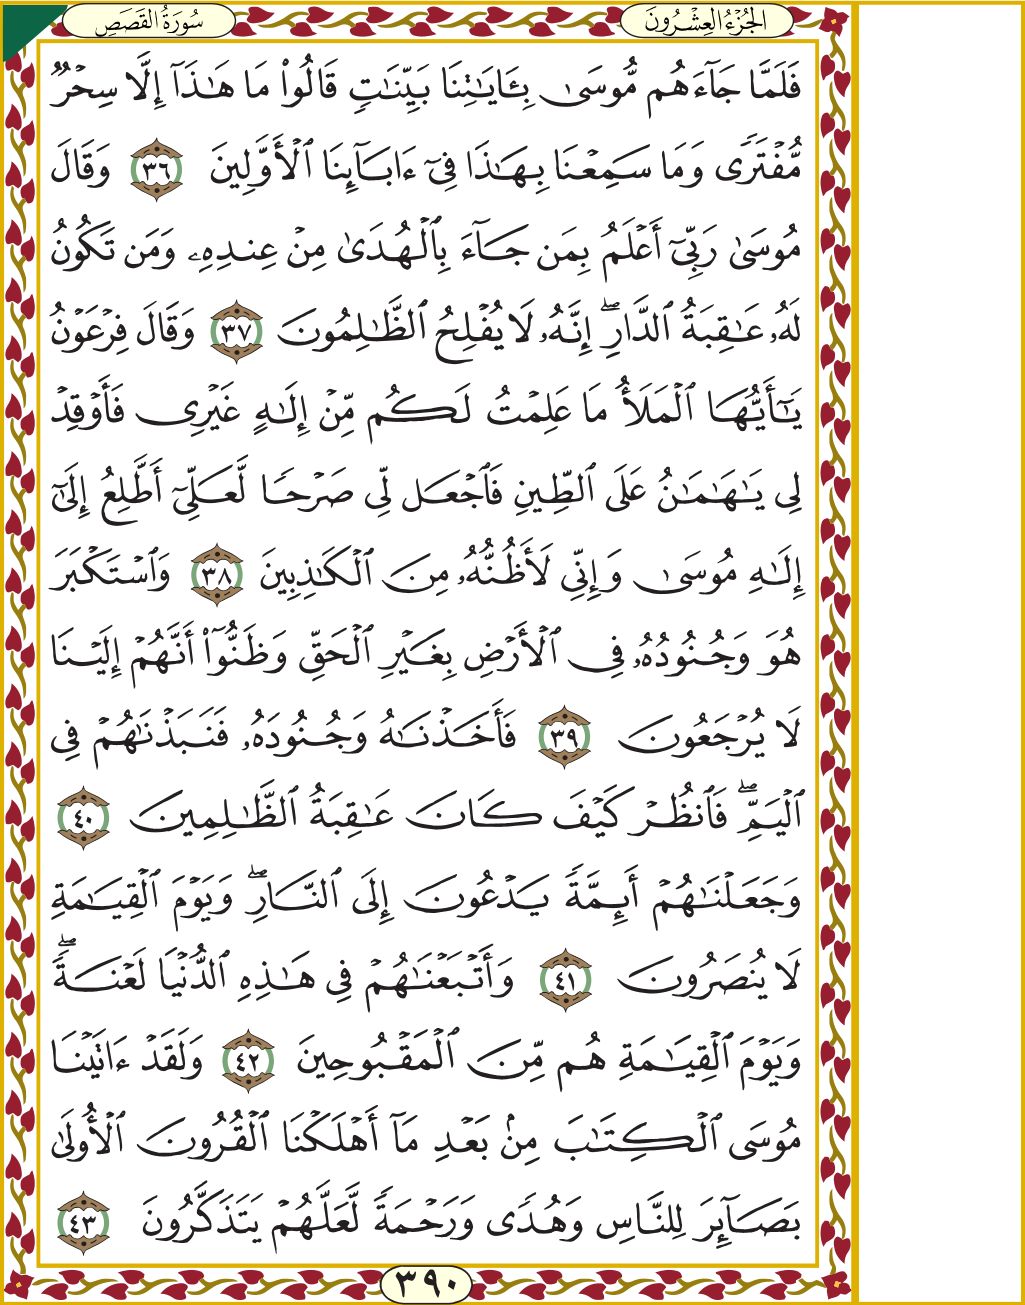 الجُزْءُ العِشْرُونَ
سُورَةُ القَصَصِ
فَلَمَّا جَآءَهُم مُّوسَىٰ بِـَٔايَـٰتِنَا بَيِّنَـٰتٍ قَالُوا۟ مَا هَـٰذَآ إِلَّا سِحْرٌ
مُّفْتَرًى وَمَا سَمِعْنَا بِهَـٰذَا فِىٓ ءَابَآئِنَا ٱلْأَوَّلِينَ ٣٦ وَقَالَ
مُوسَىٰ رَبِّىٓ أَعْلَمُ بِمَن جَآءَ بِٱلْهُدَىٰ مِنْ عِندِهِۦ وَمَن تَكُونُ
لَهُۥ عَـٰقِبَةُ ٱلدَّارِ ۖ إِنَّهُۥ لَا يُفْلِحُ ٱلظَّـٰلِمُونَ ٣٧ وَقَالَ فِرْعَوْنُ
يَـٰٓأَيُّهَا ٱلْمَلَأُ مَا عَلِمْتُ لَكُم مِّنْ إِلَـٰهٍ غَيْرِى فَأَوْقِدْ
لِى يَـٰهَـٰمَـٰنُ عَلَى ٱلطِّينِ فَٱجْعَل لِّى صَرْحًا لَّعَلِّىٓ أَطَّلِعُ إِلَىٰٓ
إِلَـٰهِ مُوسَىٰ وَإِنِّى لَأَظُنُّهُۥ مِنَ ٱلْكَـٰذِبِينَ ٣٨ وَٱسْتَكْبَرَ
هُوَ وَجُنُودُهُۥ فِى ٱلْأَرْضِ بِغَيْرِ ٱلْحَقِّ وَظَنُّوٓا۟ أَنَّهُمْ إِلَيْنَا
لَا يُرْجَعُونَ ٣٩ فَأَخَذْنَـٰهُ وَجُنُودَهُۥ فَنَبَذْنَـٰهُمْ فِى
ٱلْيَمِّ ۖ فَٱنظُرْ كَيْفَ كَانَ عَـٰقِبَةُ ٱلظَّـٰلِمِينَ ٤٠
وَجَعَلْنَـٰهُمْ أَئِمَّةً يَدْعُونَ إِلَى ٱلنَّارِ ۖ وَيَوْمَ ٱلْقِيَـٰمَةِ
لَا يُنصَرُونَ ٤١ وَأَتْبَعْنَـٰهُمْ فِى هَـٰذِهِ ٱلدُّنْيَا لَعْنَةً ۖ
وَيَوْمَ ٱلْقِيَـٰمَةِ هُم مِّنَ ٱلْمَقْبُوحِينَ ٤٢ وَلَقَدْ ءَاتَيْنَا
مُوسَى ٱلْكِتَـٰبَ مِنۢ بَعْدِ مَآ أَهْلَكْنَا ٱلْقُرُونَ ٱلْأُولَىٰ
بَصَآئِرَ لِلنَّاسِ وَهُدًى وَرَحْمَةً لَّعَلَّهُمْ يَتَذَكَّرُونَ ٤٣
٣٩٠